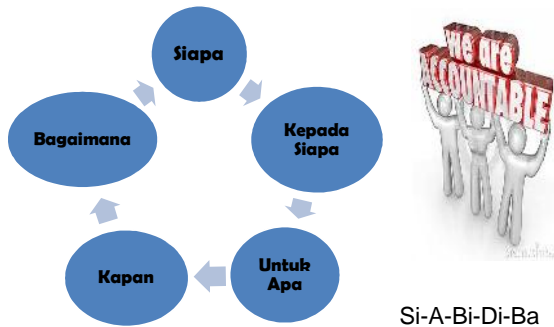 Siapa
Kepada
Siapa
Untuk
Apa
Kapan
Bagaimana
we are
ACCOUNTABLE
Si-A-Bi-Di-Ba